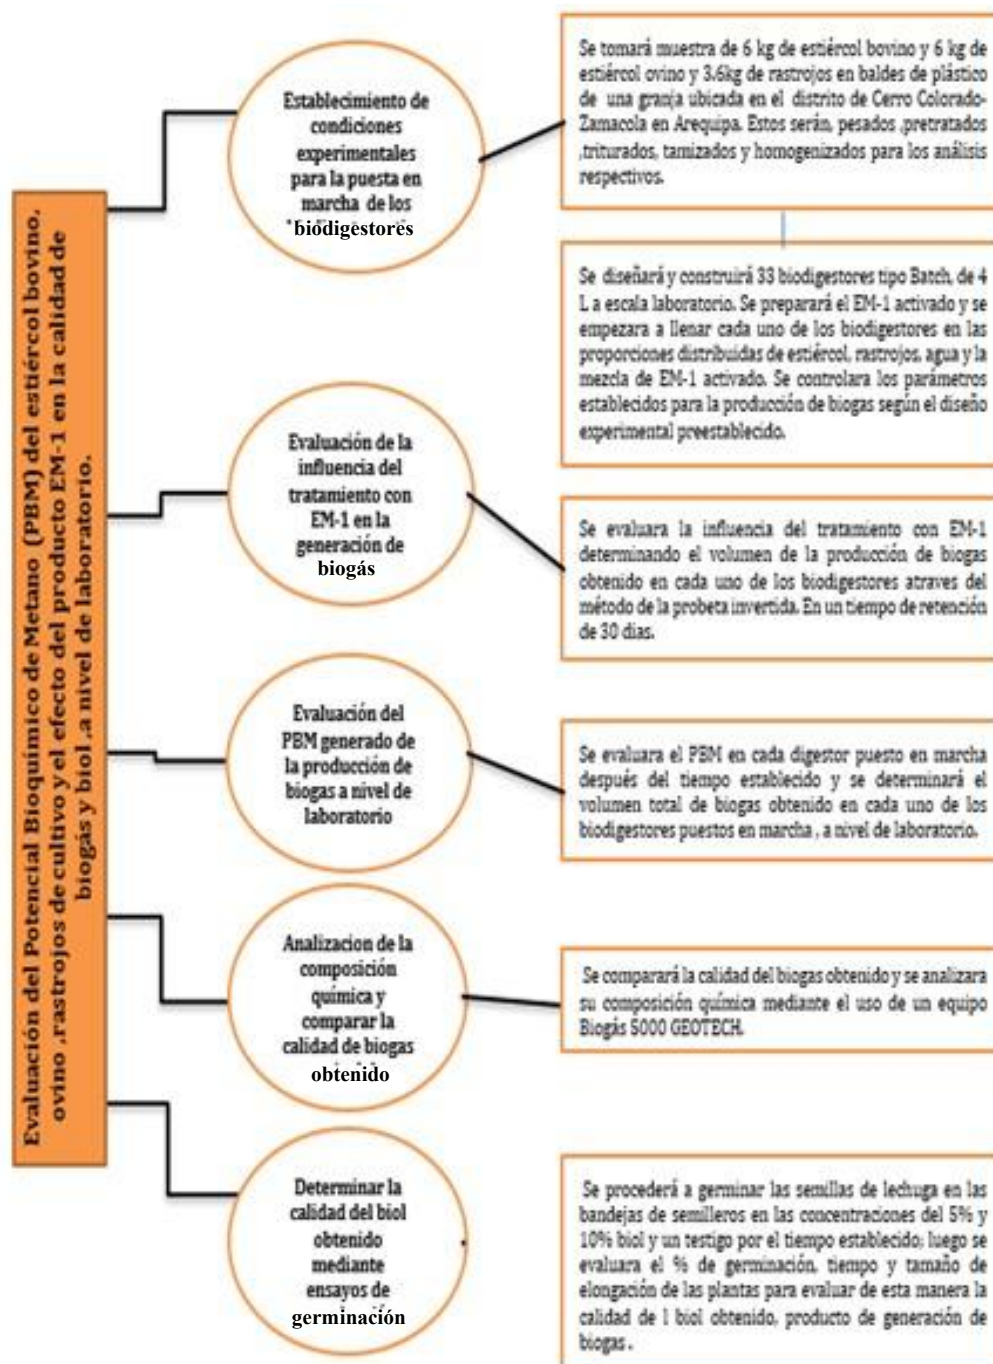 Evaluación del Potencial Bioquímico de Metano (PBM) del estiércol bovino,
ovino ,rastrojos de cultivo y el efecto del producto EM-1 en la calidad de
biogás y biol ,a nivel de laboratorio.
Establecimiento de
condiciones
experimentales
para la puesta en
marcha de los
biodigestores
Se tomará muestra de 6 kg de estiércol bovino y 6 kg de
estiércol ovino y 3.6kg de rastrojos en baldes de plástico
de una granja ubicada en el distrito de Cerro Colorado-
Zamacola en Arequipa. Estos serán, pesados ,pretratados
,triturados, tamizados y homogenizados para los análisis
respectivos.
Se diseñará y construirá 33 biodigestores tipo Batch, de 4
L a escala laboratorio. Se preparará el EM-1 activado y se
empezara a llenar cada uno de los biodigestores en las
proporciones distribuidas de estiércol, rastrojos, agua y la
mezcla de EM-1 activado. Se controlara los parámetros
establecidos para la producción de biogas según el diseño
experimental preestablecido.
Evaluación de la
influencia del
tratamiento con
EM-1 en la
generación de
biogás
Se evaluara la influencia del tratamiento con EM-1
determinando el volumen de la producción de biogas
obtenido en cada uno de los biodigestores atraves del
método de la probeta invertida. En un tiempo de retención
de 30 dias.
Evaluación del
PBM generado de
la producción de
biogas a nivel de
laboratorio
Se evaluara el PBM en cada digestor puesto en marcha
después del tiempo establecido y se determinará el
volumen total de biogas obtenido en cada uno de los
biodigestores puestos en marcha , a nivel de laboratorio.
Analizacion de la
composición
química y
comparar la
calidad de biogas
obtenido
Se comparará la calidad del biogas obtenido y se analizara
su composición química mediante el uso de un equipo
Biogás 5000 GEOTECH.
Determinar la
calidad del biol
obtenido
mediante
ensayos de
germinación
Se procederá a germinar las semillas de lechuga en las
bandejas de semilleros en las concentraciones del 5% y
10% biol y un testigo por el tiempo establecido; luego se
evaluara el % de germinación, tiempo y tamaño de
elongación de las plantas para evaluar de esta manera la
calidad de l biol obtenido, producto de generación de
biogas .